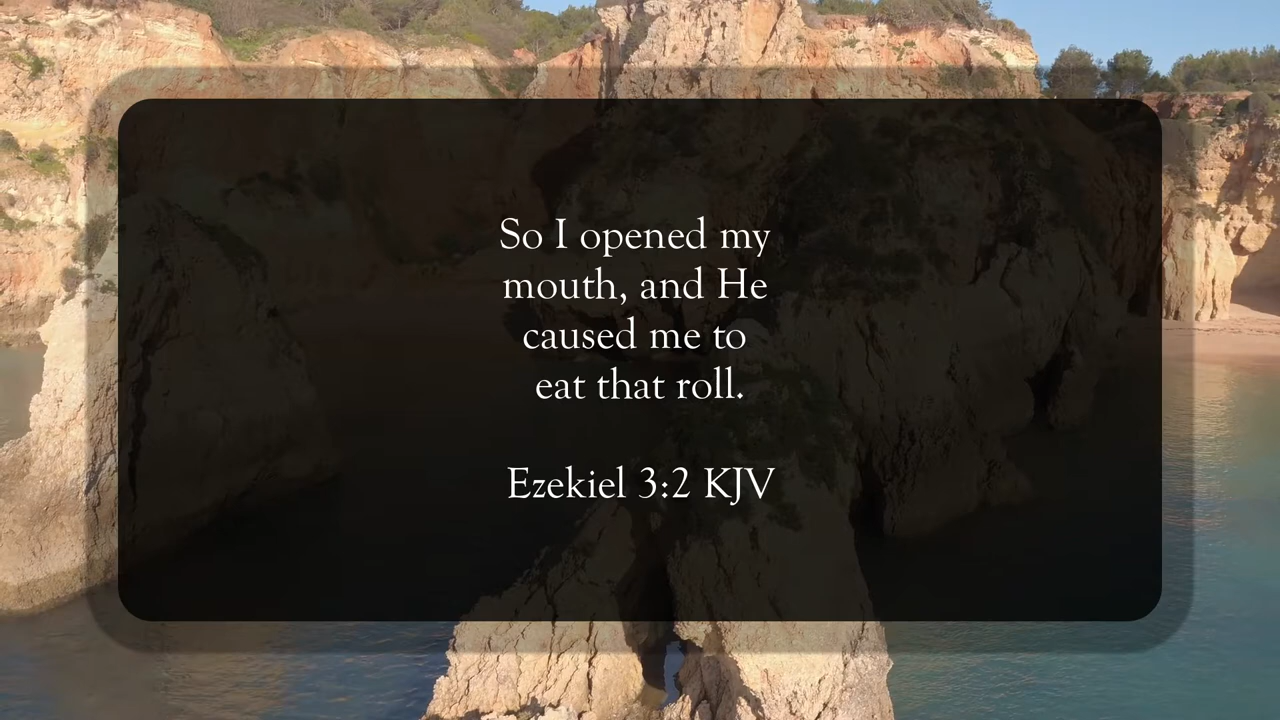 So I opened my
mouth, and He
caused me to
eat that roll.
Ezekiel 3:2 KJV